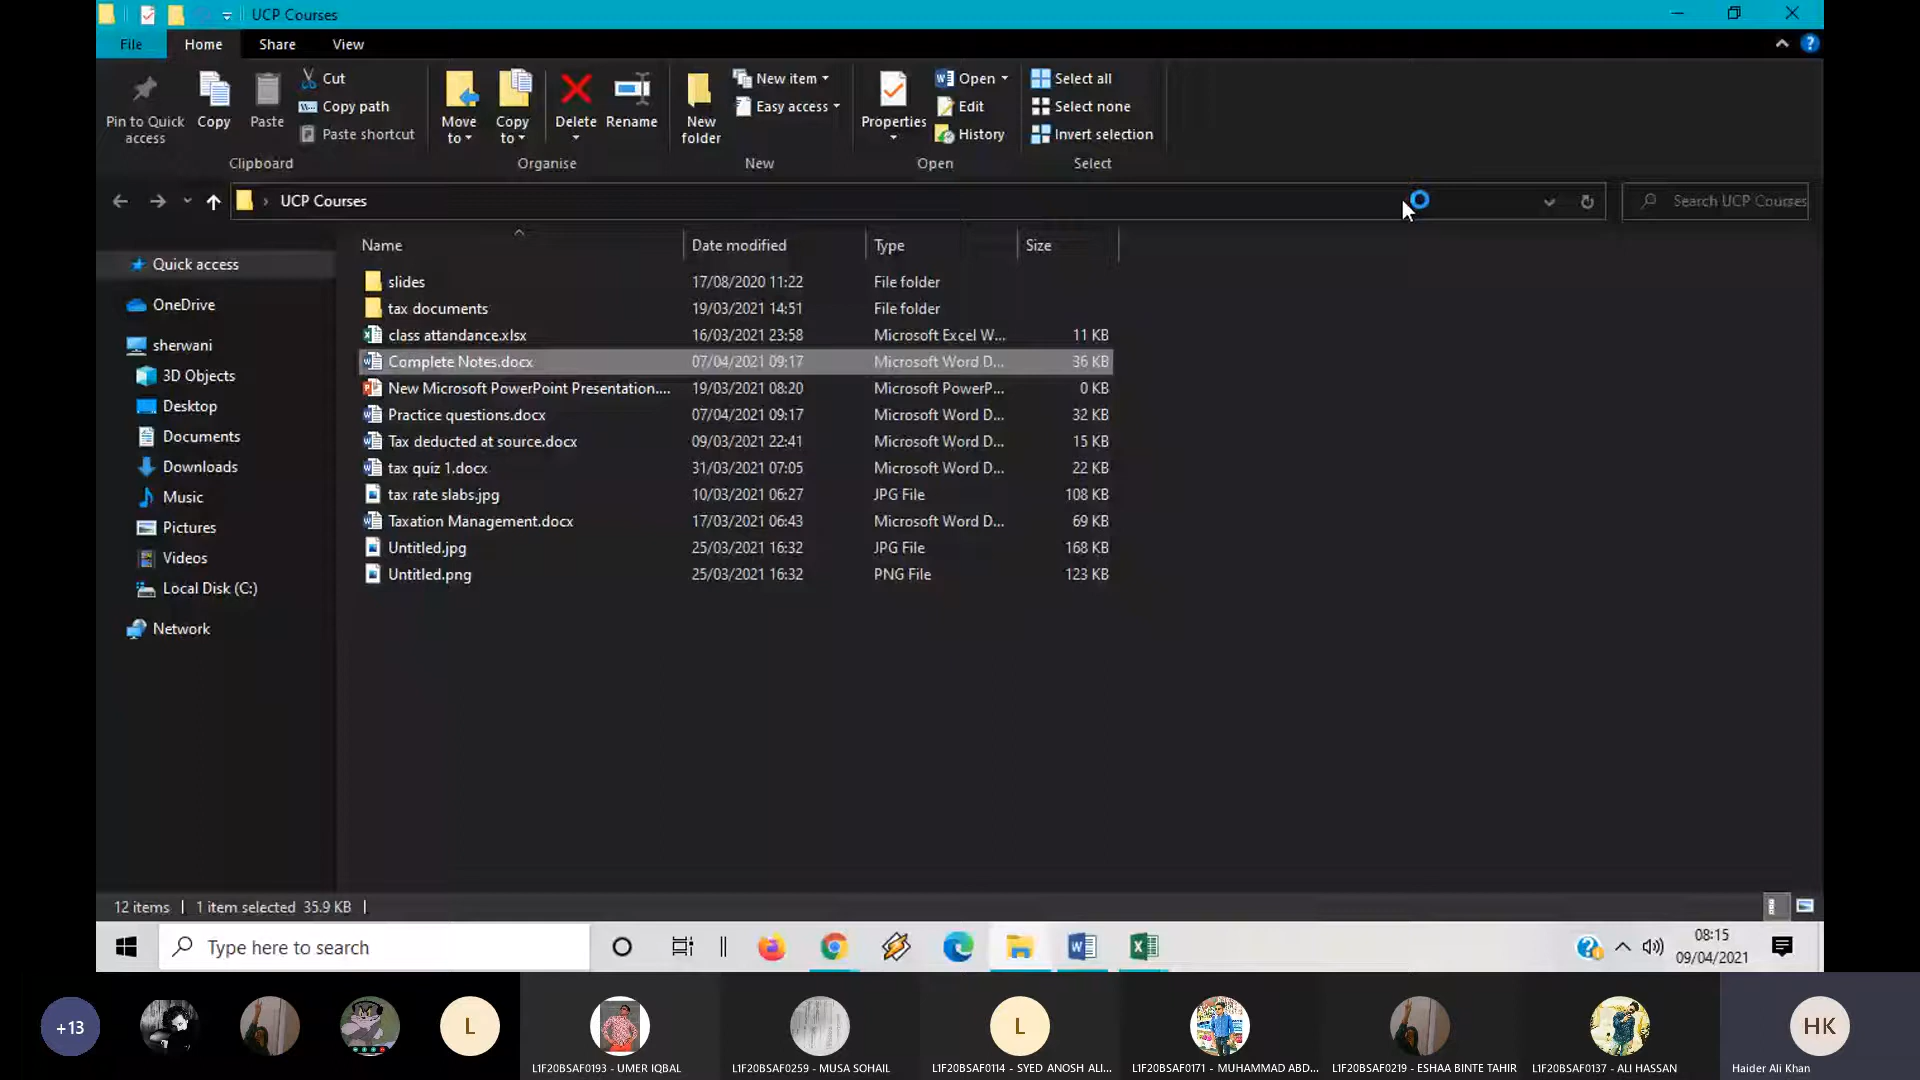 UCP Courses
File Home Share View
Pin to Quick access
Copy
Paste
Cut
Copy path
Paste shortcut
Clipboard
Move to
Copy to
Delete
Rename
Organise
New folder
New item
Easy access
New
Properties
Open
Edit
History
Open
Select all
Select none
Invert selection
Select
UCP Courses
Search UCP Courses
Quick access
OneDrive
sherwani
3D Objects
Desktop
Documents
Downloads
Music
Pictures
Videos
Local Disk (C:)
Network
Name Date modified Type Size
slides 17/08/2020 11:22 File folder
tax documents 19/03/2021 14:51 File folder
class attandance.xlsx 16/03/2021 23:58 Microsoft Excel W... 11 KB
Complete Notes.docx 07/04/2021 09:17 Microsoft Word D... 36 KB
New Microsoft PowerPoint Presentation.... 19/03/2021 08:20 Microsoft PowerP... 0 KB
Practice questions.docx 07/04/2021 09:17 Microsoft Word D... 32 KB
Tax deducted at source.docx 09/03/2021 22:41 Microsoft Word D... 15 KB
tax quiz 1.docx 31/03/2021 07:05 Microsoft Word D... 22 KB
tax rate slabs.jpg 10/03/2021 06:27 JPG File 108 KB
Taxation Management.docx 17/03/2021 06:43 Microsoft Word D... 69 KB
Untitled.jpg 25/03/2021 16:32 JPG File 168 KB
Untitled.png 25/03/2021 16:32 PNG File 123 KB
12 items 1 item selected 35.9 KB
Type here to search
08:15
09/04/2021
+13
L
L
HK
L1F20BSAF0193 - UMER IQBAL
L1F20BSAF0259 - MUSA SOHAIL
L1F20BSAF0114 - SYED ANOSH ALI...
L1F20BSAF0171 - MUHAMMAD ABD...
L1F20BSAF0219 - ESHAA BINTE TAHIR
L1F20BSAF0137 - ALI HASSAN
Haider Ali Khan